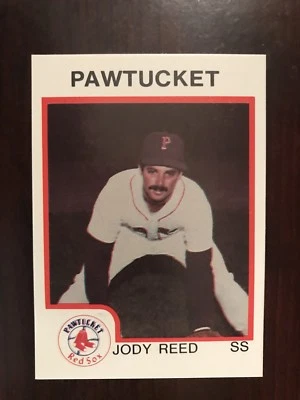 PAWTUCKET
P
PAWTUCKET
Red Sox
JODY REED SS